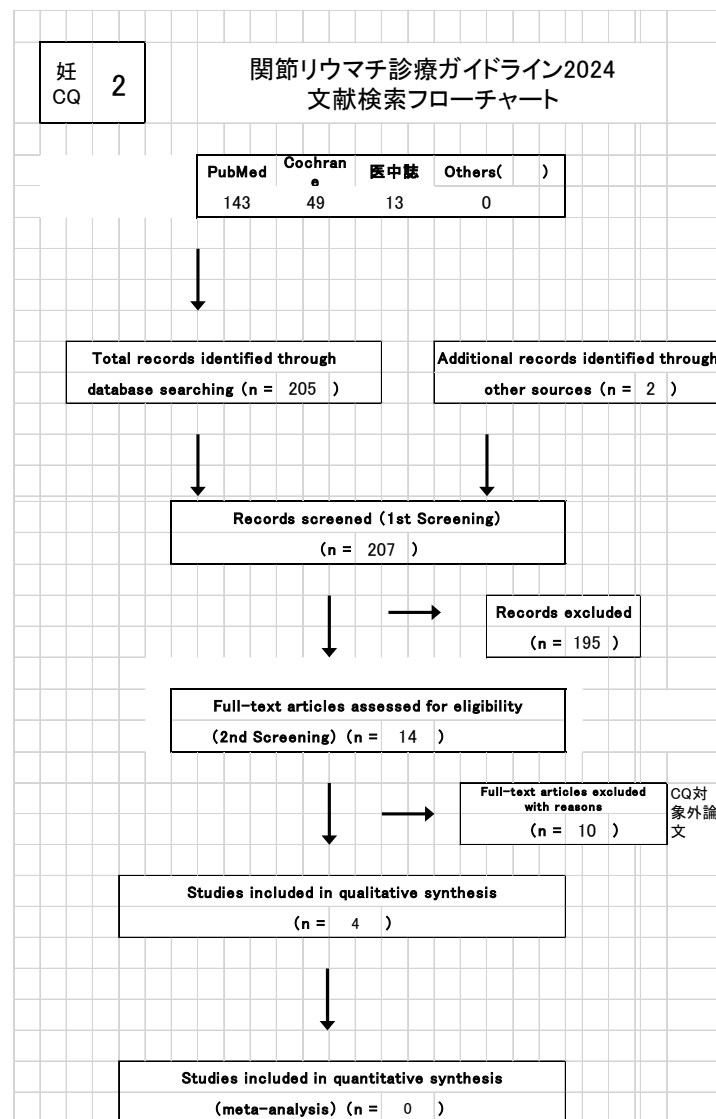 妊
CQ
2
関節リウマチ診療ガイドライン2024
文献検索フローチャート
PubMed Cochran
e 医中誌 Others( )
143 49 13 0
Total records identified through
database searching (n = 205 )
Additional records identified through
other sources (n = 2 )
Records screened (1st Screening)
(n = 207 )
Records excluded
(n = 195 )
Full-text articles assessed for eligibility
(2nd Screening) (n = 14 )
Full-text articles excluded
with reasons
(n = 10 )
CQ対
象外論
文
Studies included in qualitative synthesis
(n = 4 )
Studies included in quantitative synthesis
(meta-analysis) (n = 0 )